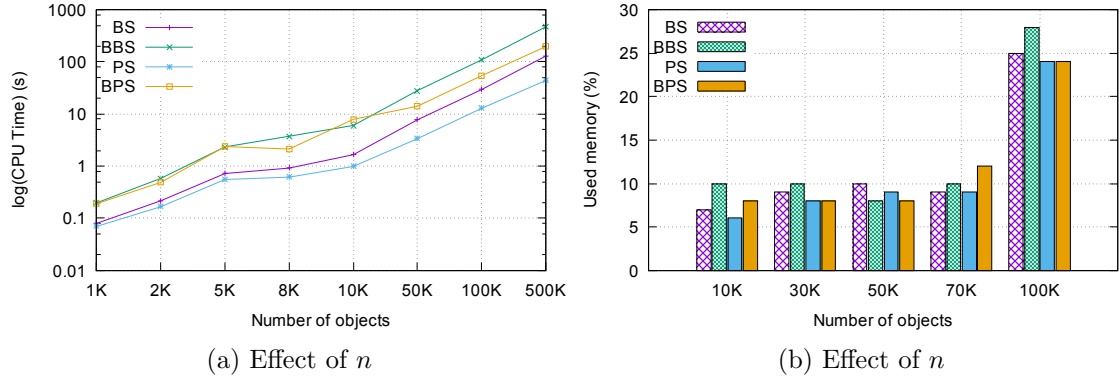 1000
100
10
1
0.1
0.01
log(CPU Time) (s)
BS
BBS
PS
BPS
1K 2K 5K 8K 10K 50K 100K 500K
Number of objects
(a) Effect of n
30
25
20
15
10
5
0
Used memory (%)
BS
BBS
PS
BPS
10K 30K 50K 70K 100K
Number of objects
(b) Effect of n